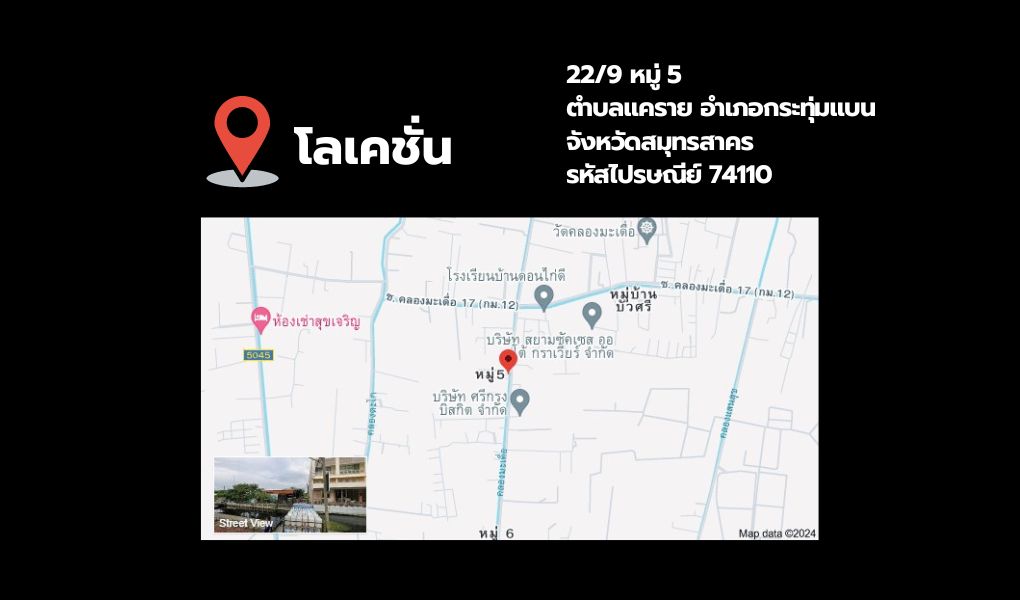 โลเคชั่น
22/9 หมู่ 5
ตำบลแคราย อำเภอกระทุ่มแบน
จังหวัดสมุทรสาคร
รหัสไปรษณีย์ 74110
วัดคลองมะเดื่อ
โรงเรียนบ้านดอนไก่ดี
ซ. คลองมะเดื่อ 17 (กม.12)
หมู่บ้าน
บัวศรี
ซ. คลองมะเดื่อ 17 (กม.12)
ห้องเช่าสุขเจริญ
5045
บริษัท สยามซัคเซส ออ
โต้ กราเวียร์ จำกัด
หมู่5
บริษัท ศรีกรุง
บิสกิต จำกัด
คลองตะไก
คลองแสนสุข
คลองมะเดื่อ
Street View
หมู่ 6
Map data ©2024